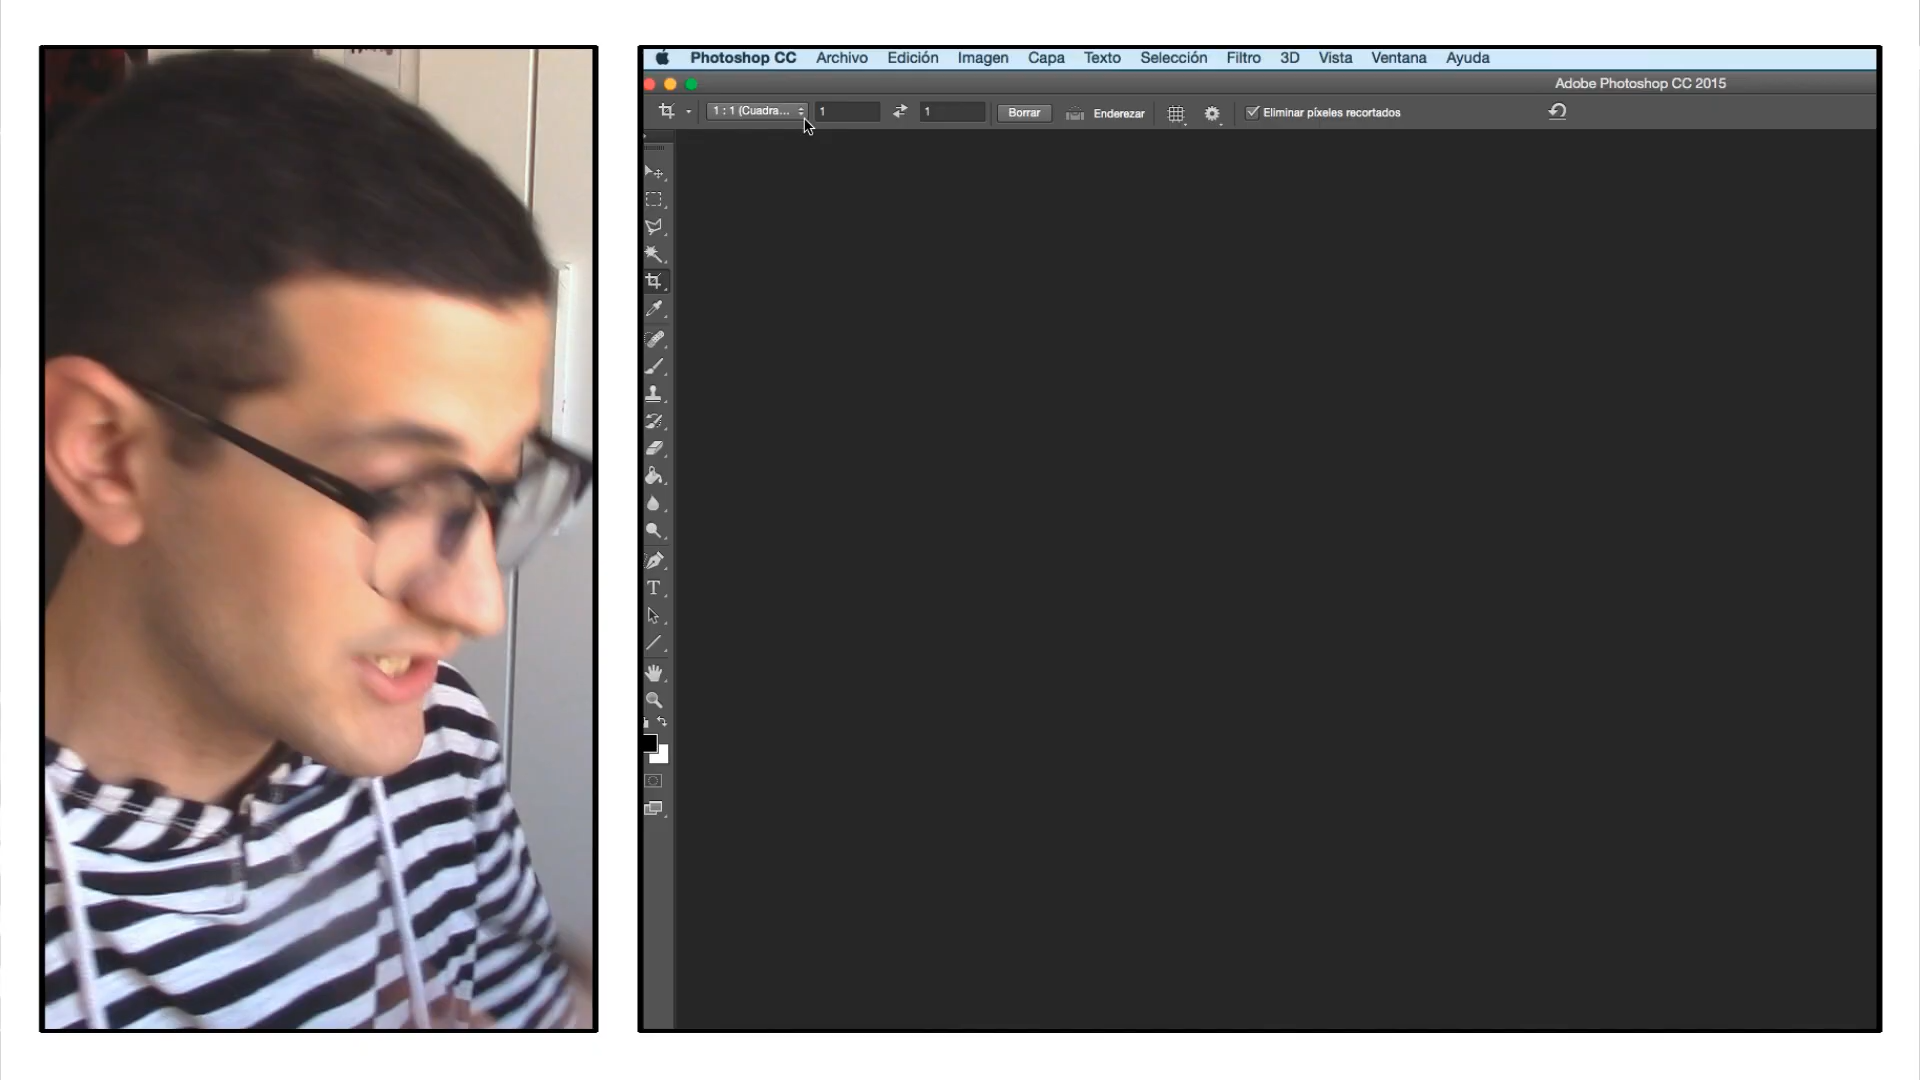 Photoshop CC Archivo Edición Imagen Capa Texto Selección Filtro 3D Vista Ventana Ayuda
Adobe Photoshop CC 2015
1 : 1 (Cuadra... 1 1 Borrar Enderezar Eliminar píxeles recortados